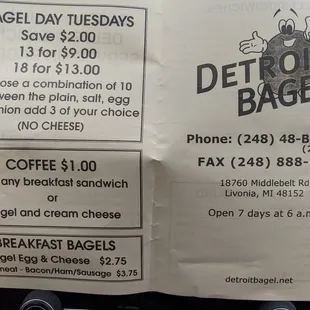 AGEL DAY TUESDAYS
Save $2.00
13 for $9.00
18 for $13.00
ose a combination of 10
ween the plain, salt, egg
nion add 3 of your choice
(NO CHEESE)
COFFEE $1.00
any breakfast sandwich
or
gel and cream cheese
BREAKFAST BAGELS
gel Egg & Cheese $2.75
meat - Bacon/Ham/Sausage $3.75
DETROIT
BAGEL
Phone: (248) 48-B
(2
FAX (248) 888-
18760 Middlebelt Rd
Livonia, MI 48152
Open 7 days at 6 a.m
detroitbagel.net